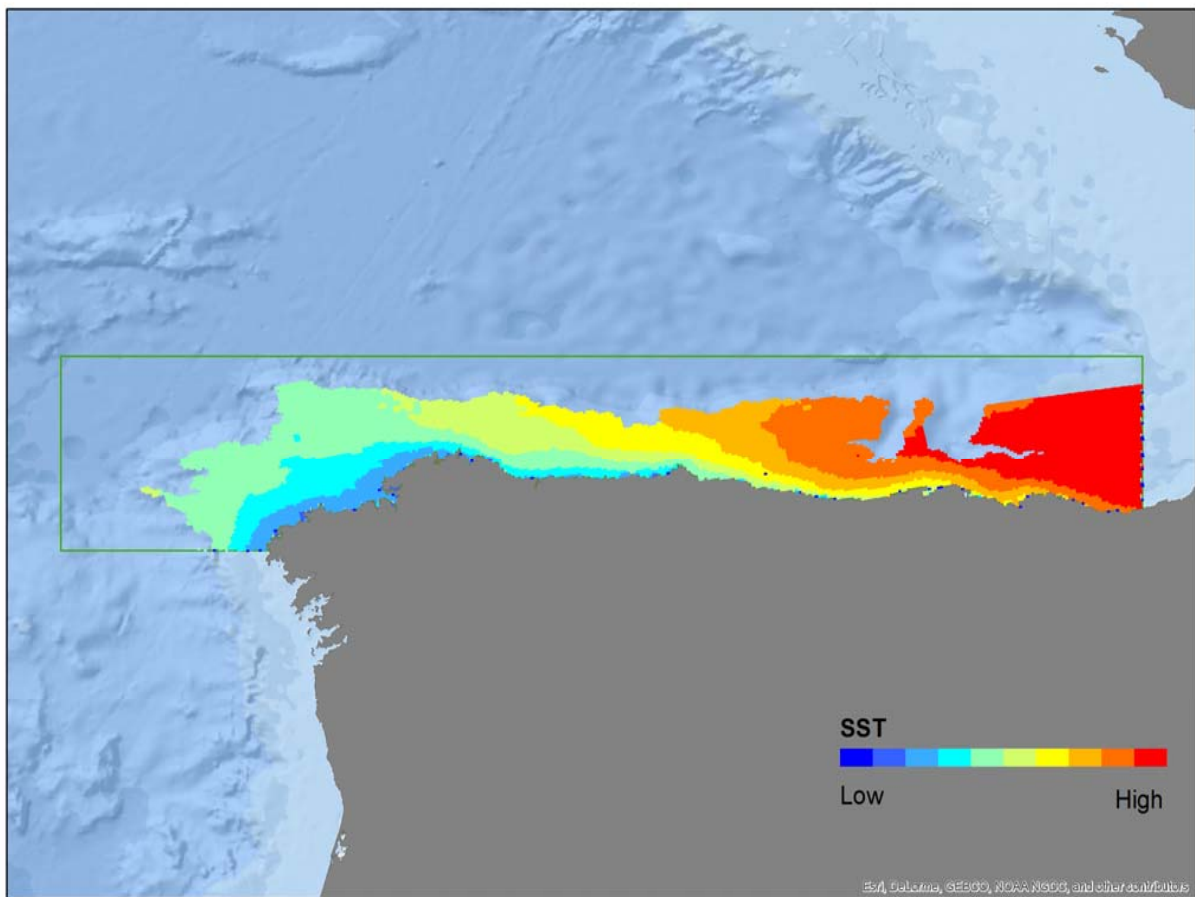 SST
Low High
Esri, DeLorme, GEBCO, NOAA NGDC, and other contributors